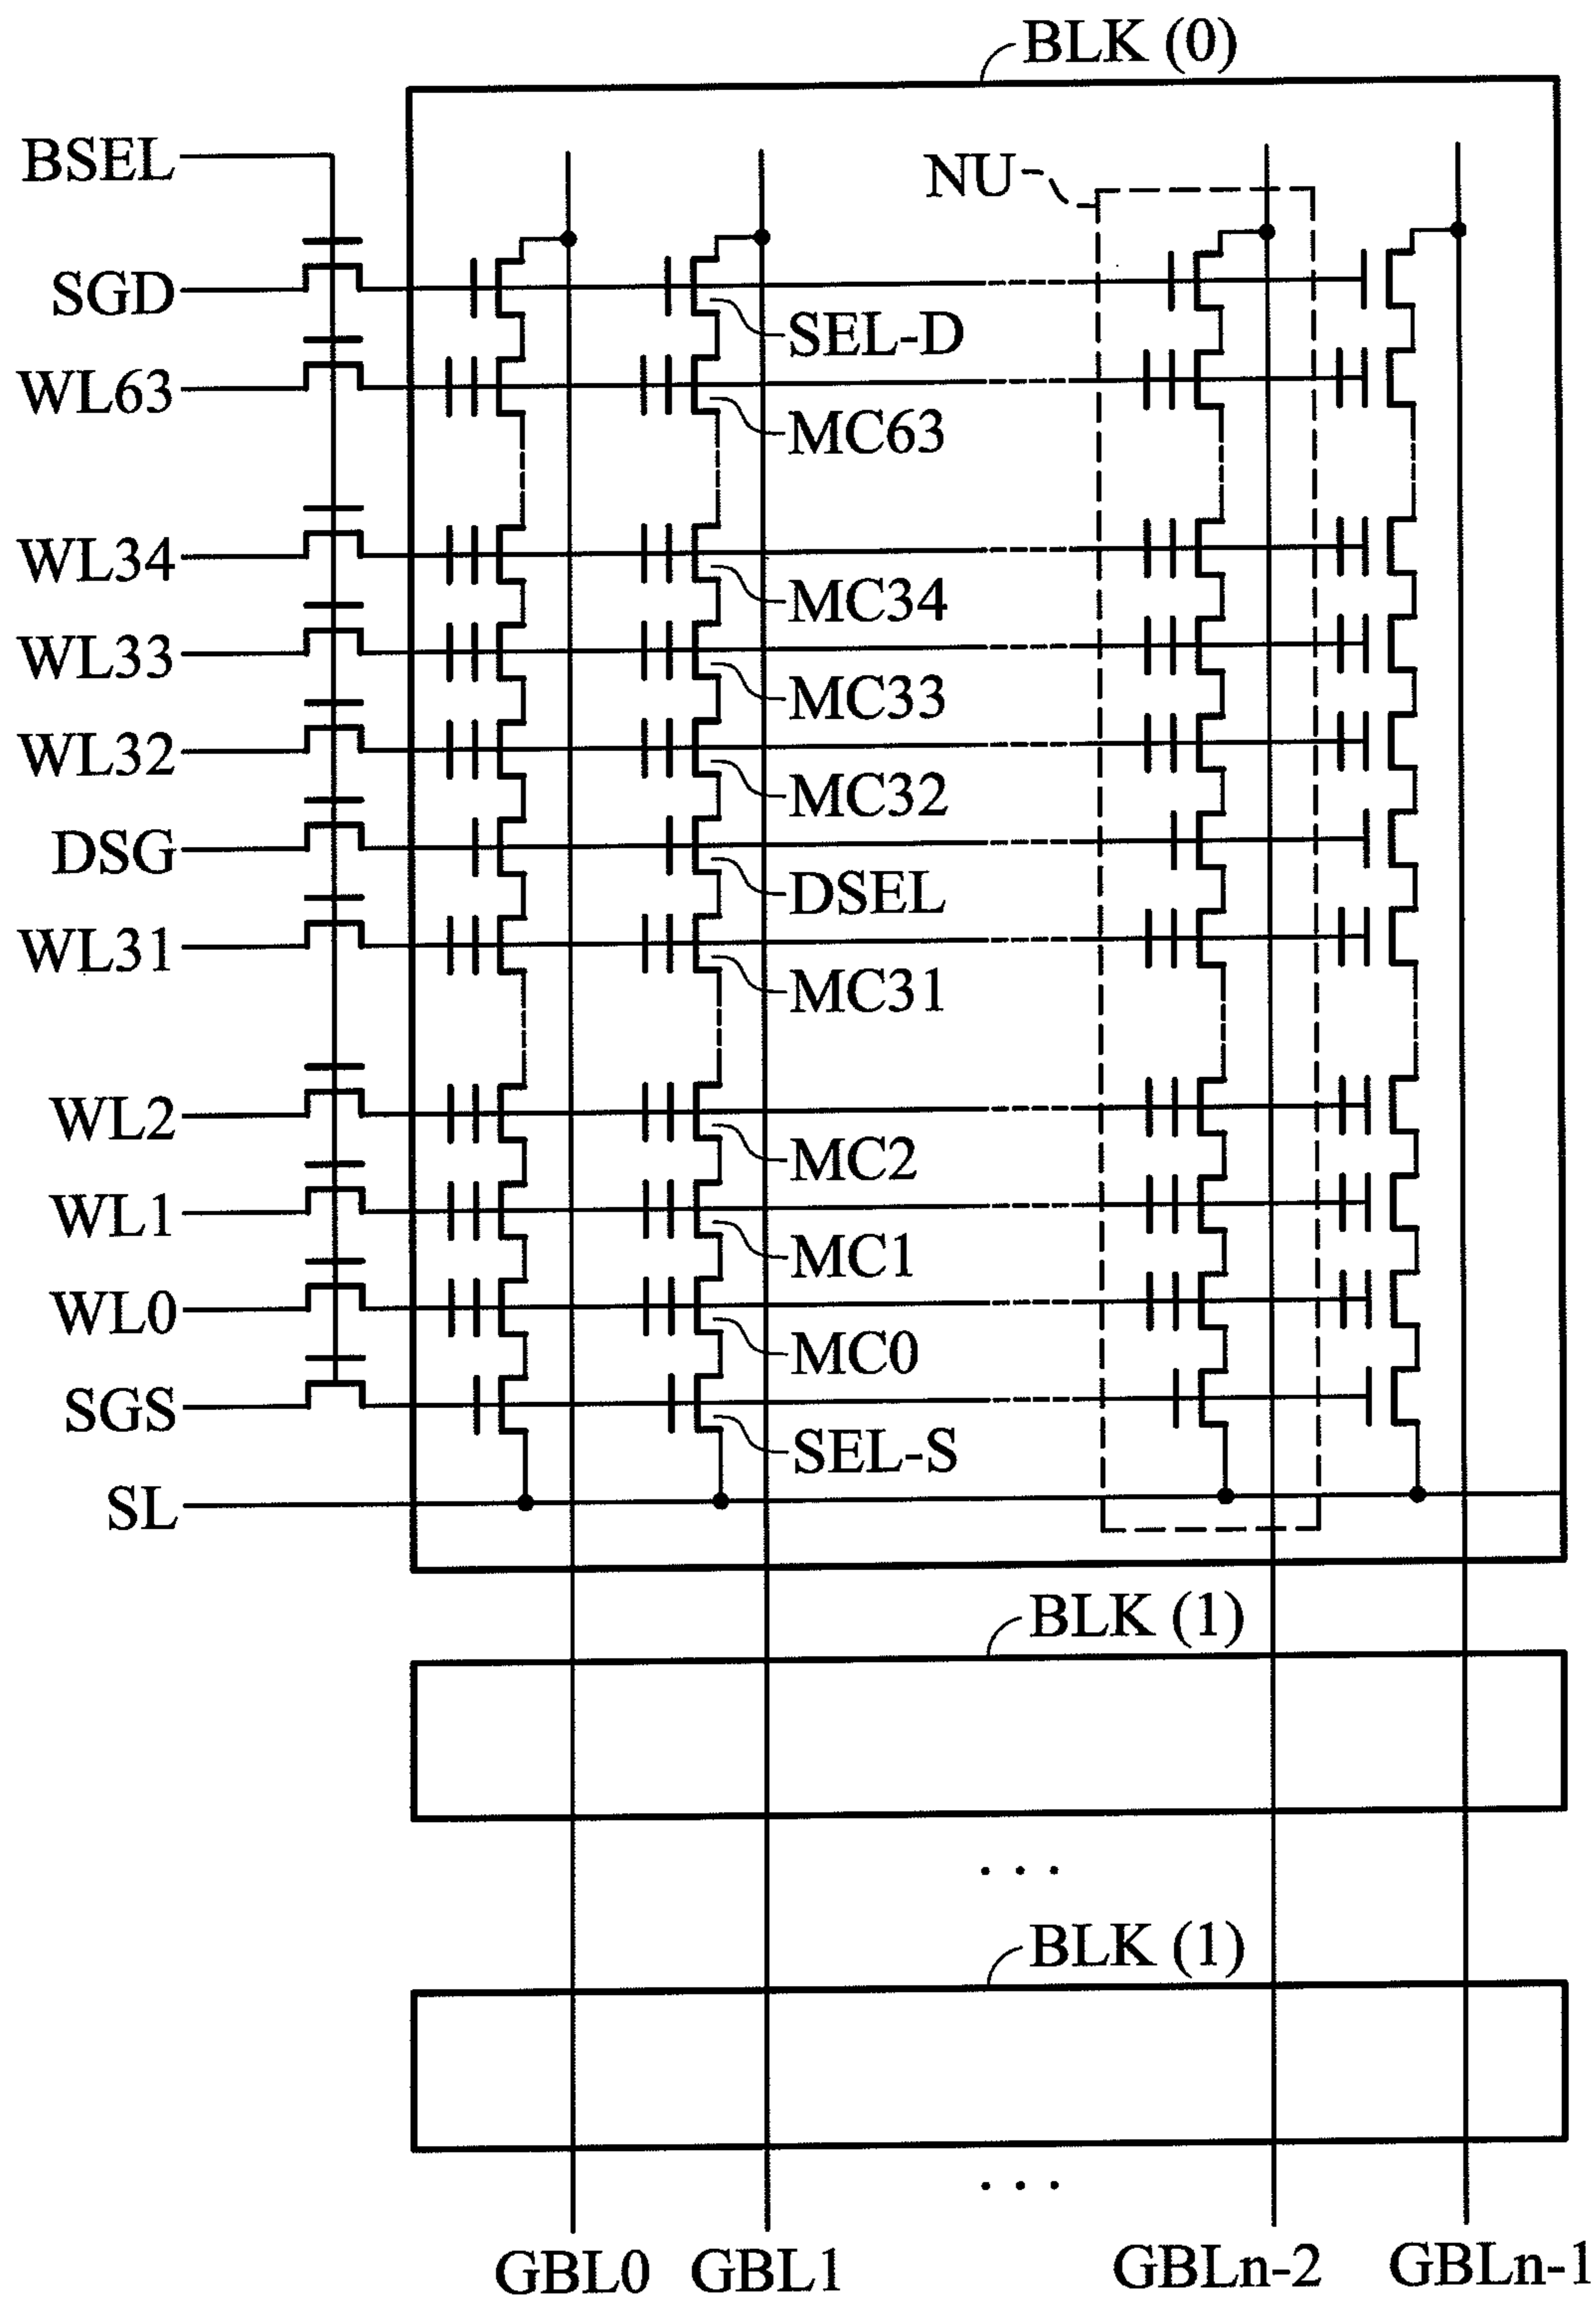 BLK (0)
BSEL
NU
SGD
SEL-D
WL63
MC63
WL34
MC34
WL33
MC33
WL32
MC32
DSG
DSEL
WL31
MC31
WL2
MC2
WL1
MC1
WL0
MC0
SGS
SEL-S
SL
BLK (1)
. . .
BLK (1)
. . .
GBL0 GBL1 GBLn-2 GBLn-1